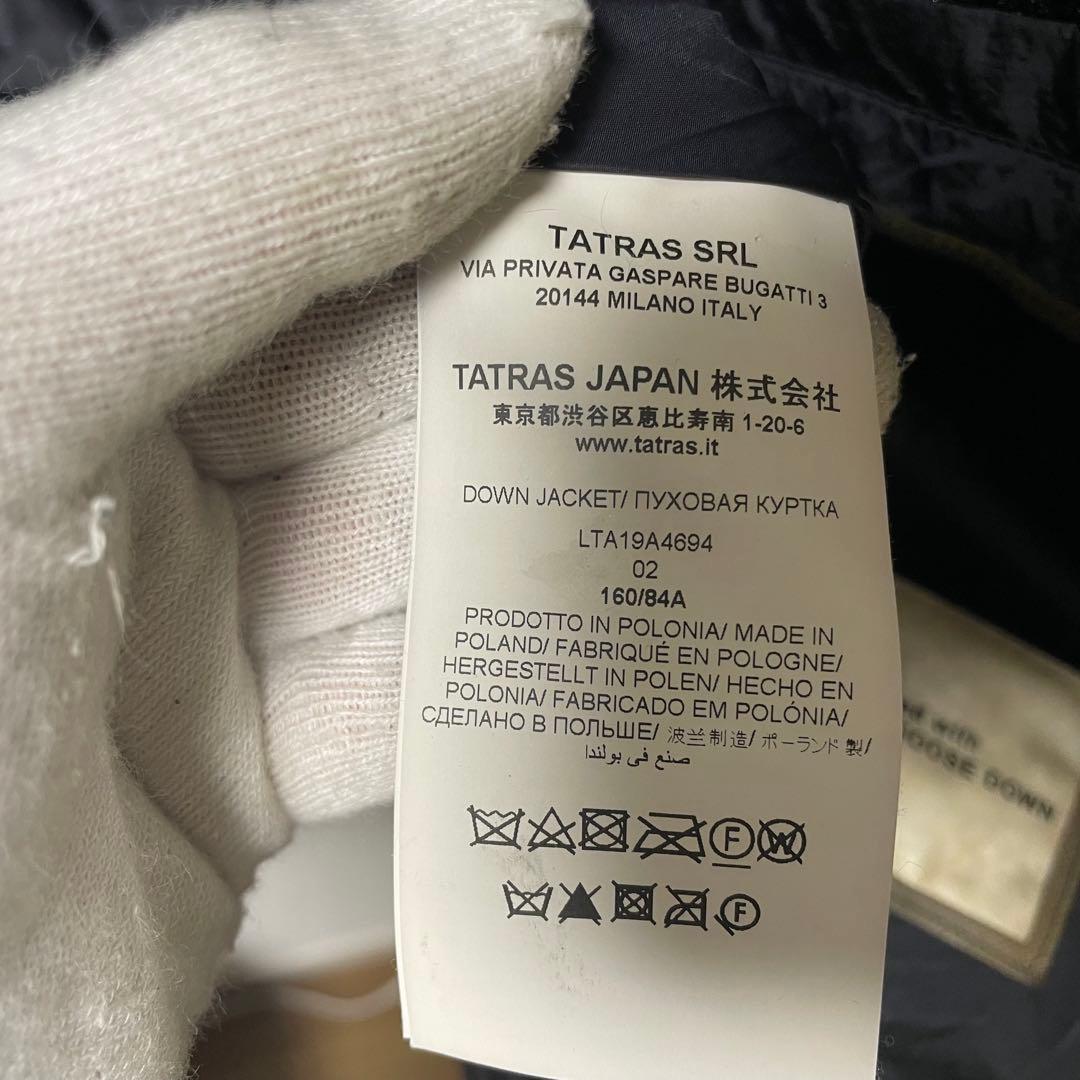 TATRAS SRL
VIA PRIVATA GASPARE BUGATTI 3
20144 MILANO ITALY
TATRAS JAPAN 株式会社
東京都渋谷区恵比寿南 1-20-6
www.tatras.it
DOWN JACKET/ ПУХОВАЯ КУРТКА
LTA19A4694
02
160/84A
PRODOTTO IN POLONIA/ MADE IN
POLAND/ FABRIQUÉ EN POLOGNE/
HERGESTELLT IN POLEN/ HECHO EN
POLONIA/ FABRICADO EM POLÓNIA/
СДЕЛАНО В ПОЛЬШЕ/ 波兰制造/ ポーランド製/
صنع في بولندا
F W
F
with
GOOSE DOWN